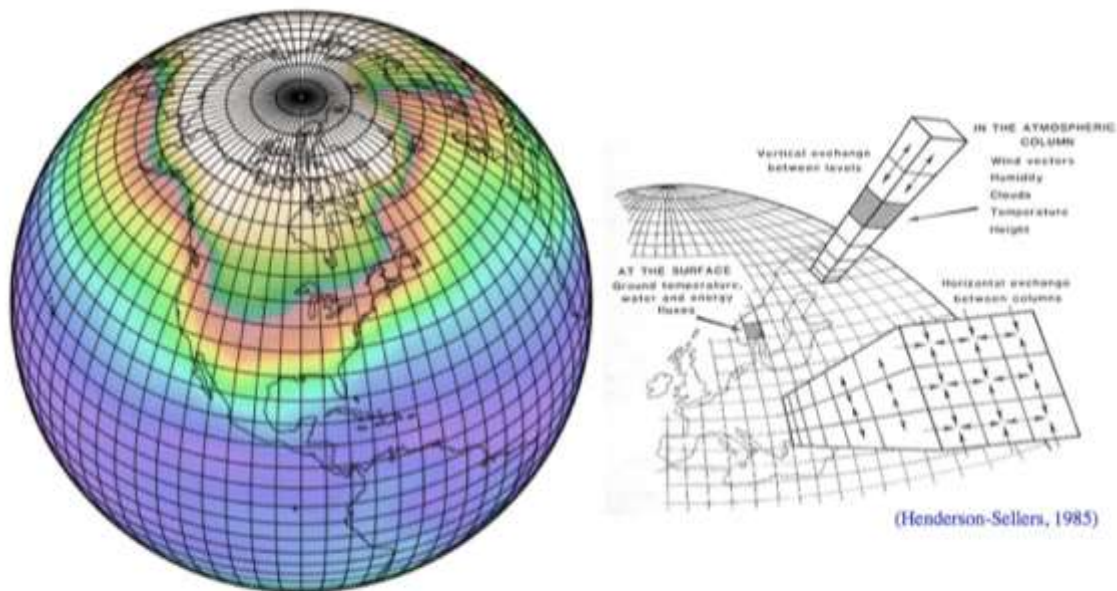 Vertical exchange
between levels
IN THE ATMOSPHERIC
COLUMN
Wind vectors
Humidity
Clouds
Temperature
Height
AT THE SURFACE
Ground temperature,
water and energy
fluxes
Horizontal exchange
between columns
(Henderson-Sellers, 1985)